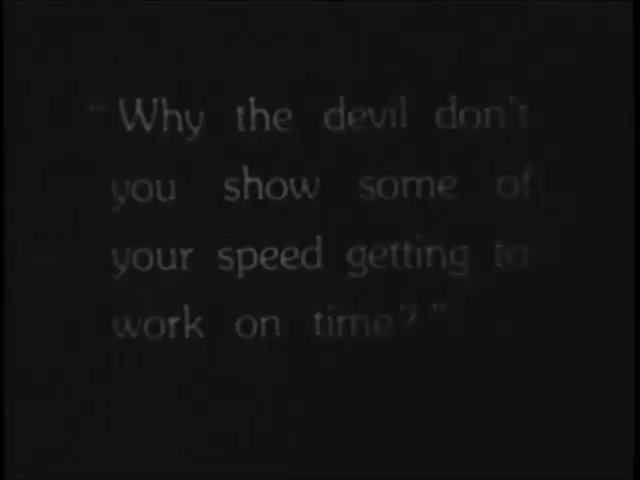 "Why the devil don't
you show some of
your speed getting to
work on time?"